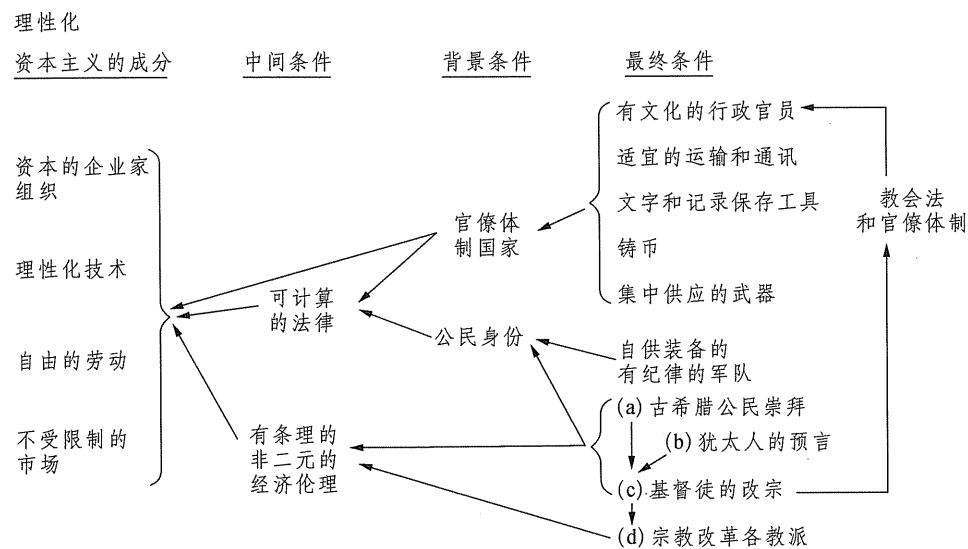 理性化
资本主义的成分
中间条件
背景条件
最终条件
资本的企业家
组织
理性化技术
自由的劳动
不受限制的
市场
可计算
的法律
有条理的
非二元的
经济伦理
官僚体
制国家
公民身份
有文化的行政官员
适宜的运输和通讯
文字和记录保存工具
铸币
集中供应的武器
自供装备的
有纪律的军队
(a)古希腊公民崇拜
(b)犹太人的预言
(c)基督徒的改宗
(d)宗教改革各教派
教会法
和官僚体制